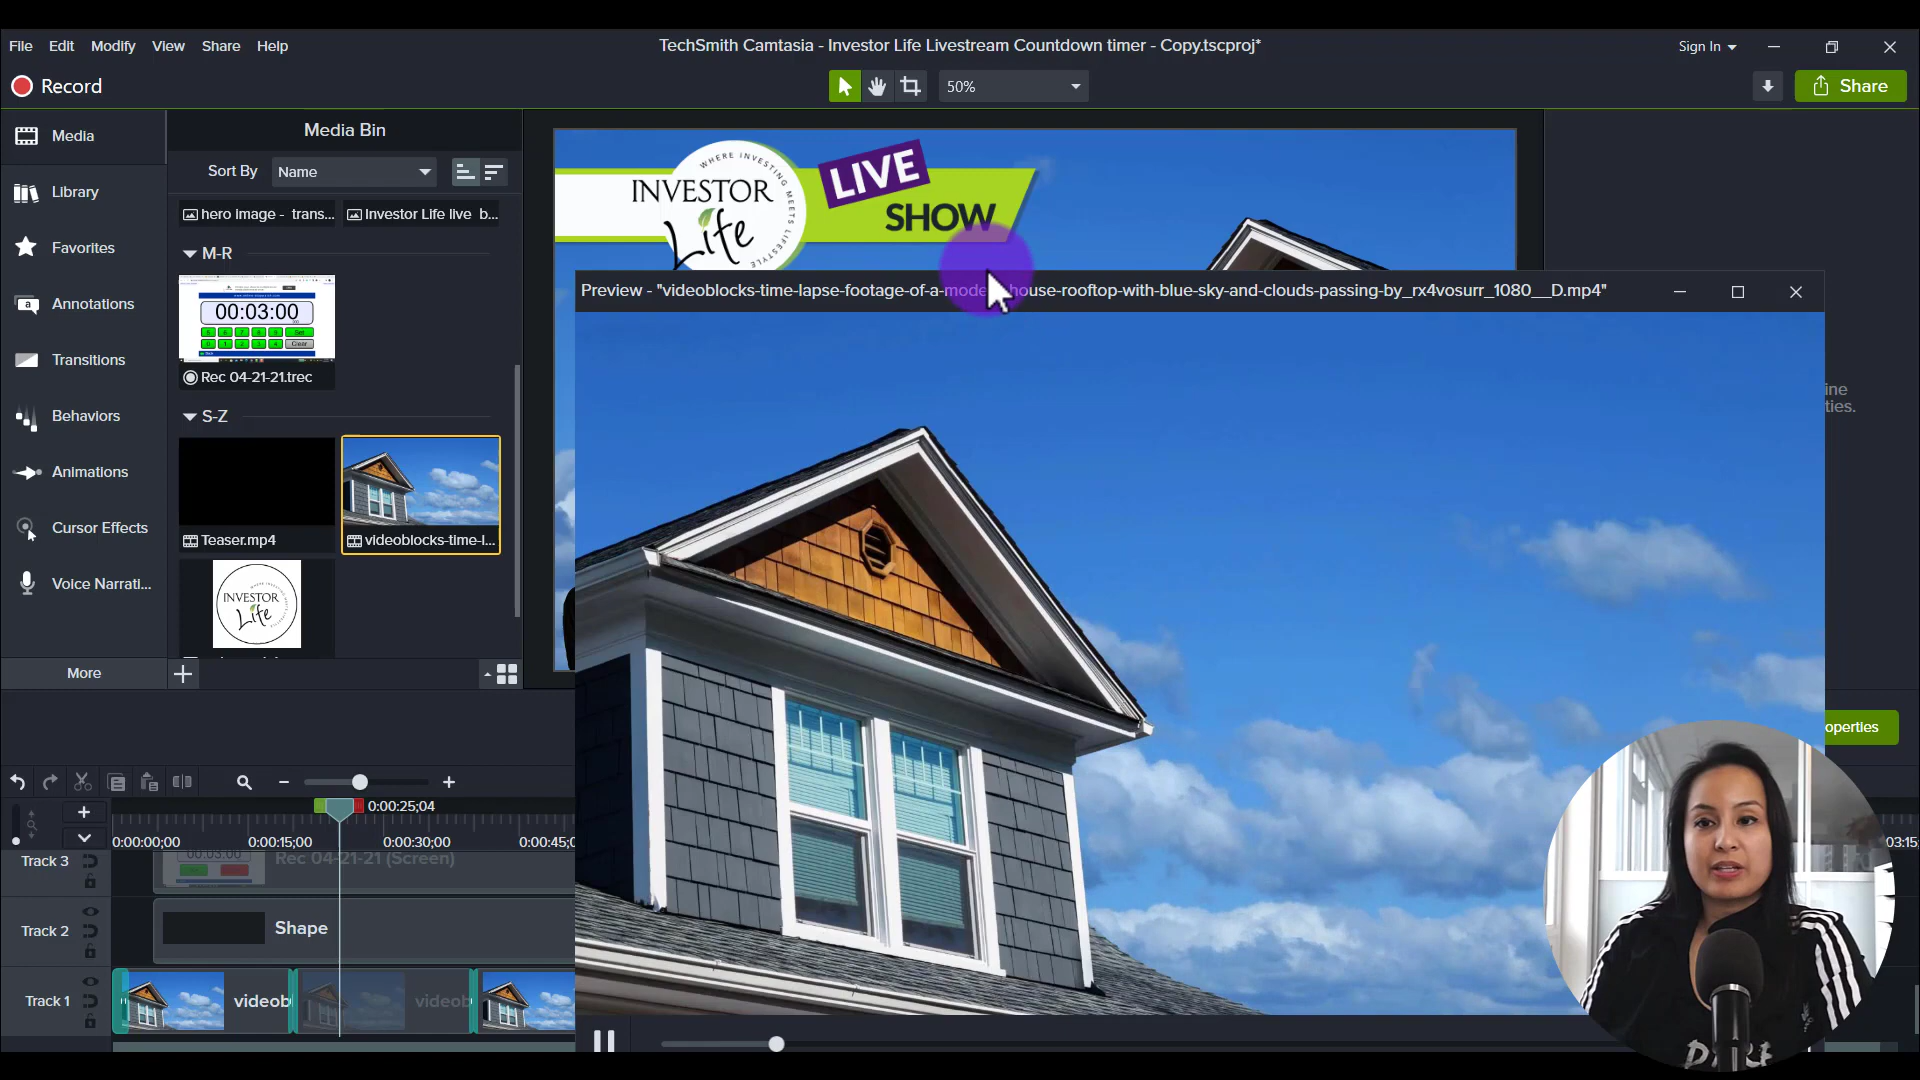 File Edit Modify View Share Help
TechSmith Camtasia - Investor Life Livestream Countdown timer - Copy.tscproj*
Sign In
Record
50%
Share
Media
Library
Favorites
Annotations
Transitions
Behaviors
Animations
Cursor Effects
Voice Narrati...
More
Media Bin
Sort By Name
hero image - trans...
Investor Life live b...
M-R
00:03:00
Clear
Rec 04-21-21.trec
S-Z
Teaser.mp4
videoblocks-time-l...
INVESTOR
Life
WHERE INVESTING MEETS LIFESTYLE
INVESTOR
Life
LIVE
SHOW
Preview - "videoblocks-time-lapse-footage-of-a-mode house-rooftop-with-blue-sky-and-clouds-passing-by_rx4vosurr_1080__D.mp4"
ine
ties.
operties
0:00:25;04
0:00:00;00 0:00:15;00 0:00:30;00 0:00:45;0
03:15;
Track 3
00:03:00
Rec 04-21-21 (Screen)
Track 2
Shape
Track 1
videob
videob